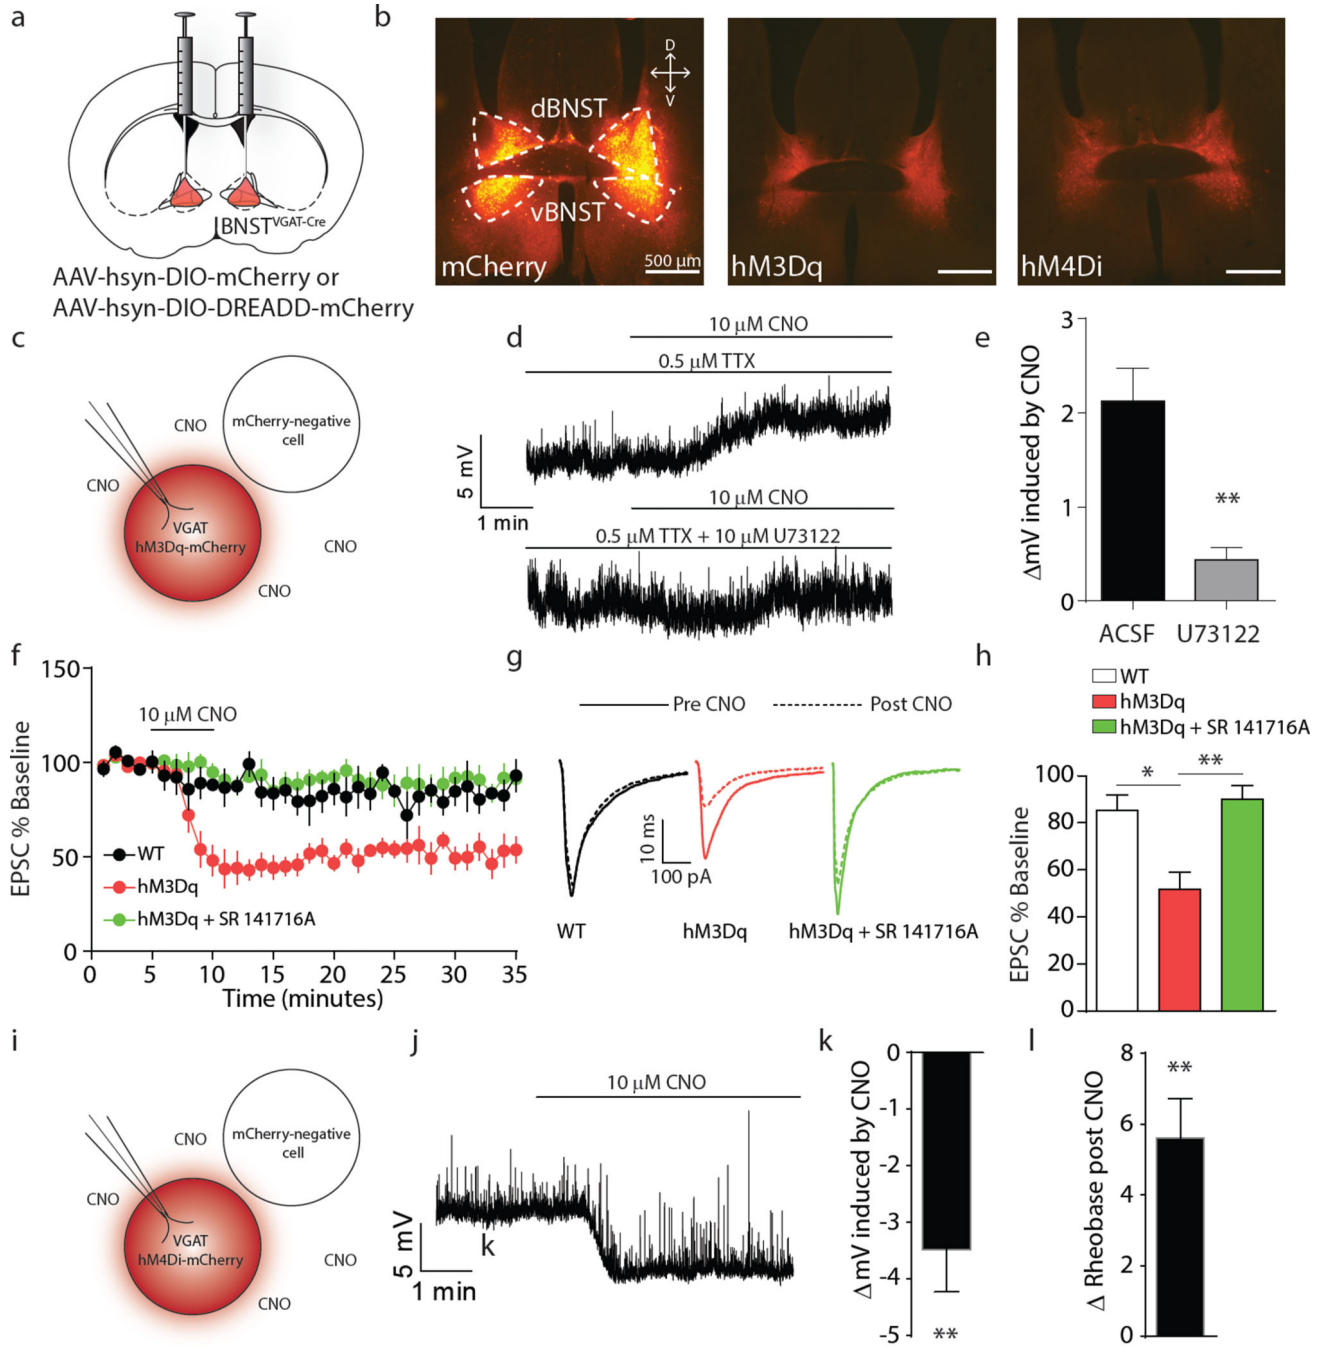 a
BNST^VGAT-Cre
AAV-hsyn-DIO-mCherry or
AAV-hsyn-DIO-DREADD-mCherry
b
D
V
dBNST
vBNST
mCherry
500 µm
hM3Dq
hM4Di
c
CNO
mCherry-negative
cell
CNO
VGAT
hM3Dq-mCherry
CNO
CNO
d
10 µM CNO
0.5 µM TTX
5 mV
1 min
10 µM CNO
0.5 µM TTX + 10 µM U73122
e
ΔmV induced by CNO
3
2
1
0
**
ACSF
U73122
f
EPSC % Baseline
150
100
50
0
10 µM CNO
WT
hM3Dq
hM3Dq + SR 141716A
0 5 10 15 20 25 30 35
Time (minutes)
g
Pre CNO
Post CNO
10 ms
100 pA
WT
hM3Dq
hM3Dq + SR 141716A
h
WT
hM3Dq
hM3Dq + SR 141716A
EPSC % Baseline
100
80
60
40
20
0
*
**
i
CNO
mCherry-negative
cell
CNO
VGAT
hM4Di-mCherry
CNO
CNO
j
10 µM CNO
5 mV
k
1 min
k
Δ mV induced by CNO
0
-1
-2
-3
-4
-5
**
l
Δ Rheobase post CNO
8
6
4
2
0
**